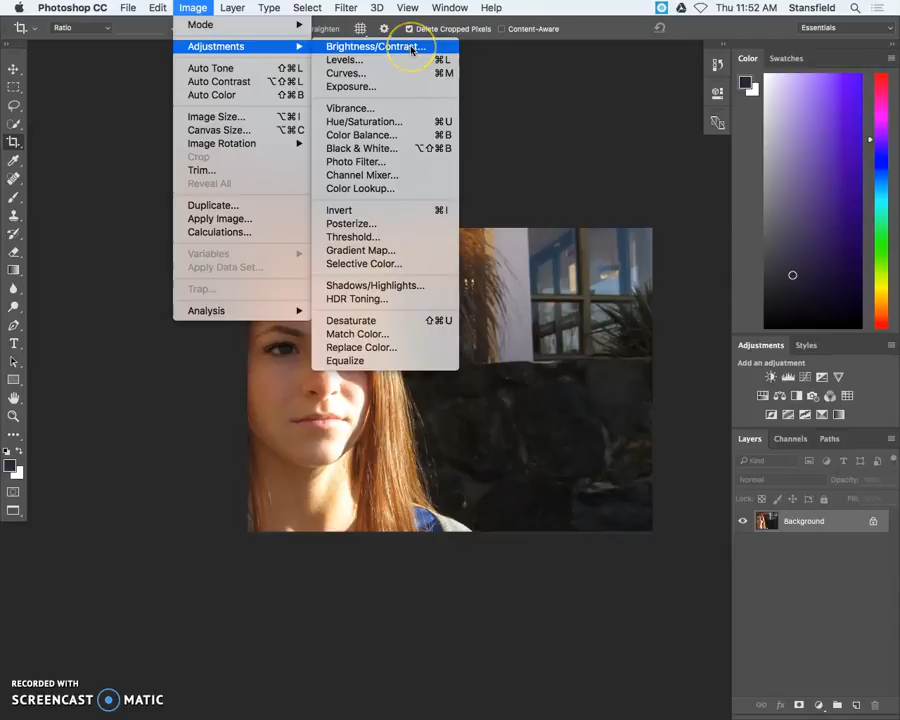 Photoshop CC File Edit Image Layer Type Select Filter 3D View Window Help Thu 11:52 AM Stansfield
Ratio Delete Cropped Pixels Content-Aware Essentials
Mode
Adjustments
Auto Tone ⇧⌘L
Auto Contrast ⌥⇧⌘L
Auto Color ⇧⌘B
Image Size... ⌥⌘I
Canvas Size... ⌥⌘C
Image Rotation
Crop
Trim...
Reveal All
Duplicate...
Apply Image...
Calculations...
Variables
Apply Data Set...
Trap...
Analysis
Brightness/Contrast...
Levels... ⌘L
Curves... ⌘M
Exposure...
Vibrance...
Hue/Saturation... ⌘U
Color Balance... ⌘B
Black & White... ⌥⇧⌘B
Photo Filter...
Channel Mixer...
Color Lookup...
Invert ⌘I
Posterize...
Threshold...
Gradient Map...
Selective Color...
Shadows/Highlights...
HDR Toning...
Desaturate ⇧⌘U
Match Color...
Replace Color...
Equalize
Color Swatches
Adjustments Styles
Add an adjustment
Layers Channels Paths
Kind
Normal Opacity:
Lock: Fill:
Background
RECORDED WITH
SCREENCAST MATIC